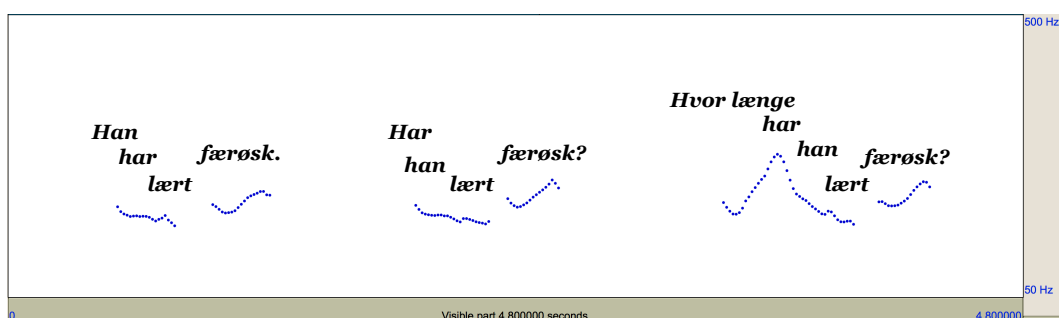 500 Hz
Han har lært færøsk.
Har han lært færøsk?
Hvor længe har han lært færøsk?
50 Hz
0 Visible part 4.800000 seconds 4.800000